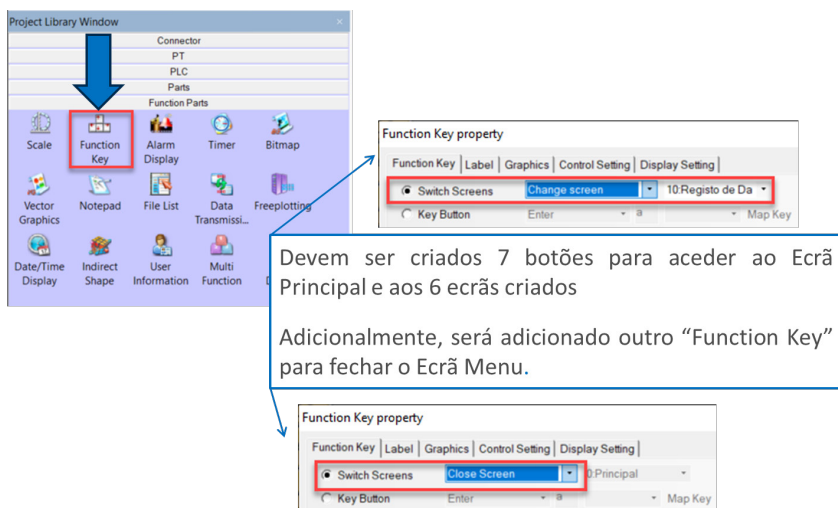 Project Library Window
Connector
PT
PLC
Parts
Function Parts
Scale
Function Key
Alarm Display
Timer
Bitmap
Vector Graphics
Notepad
File List
Data Transmissi...
Freeplotting
Date/Time Display
Indirect Shape
User Information
Multi Function
Function Key property
Function Key Label Graphics Control Setting Display Setting
Switch Screens Change screen 10:Registo de Da
Key Button Enter a Map Key
Devem ser criados 7 botões para aceder ao Ecrã
Principal e aos 6 ecrãs criados
Adicionalmente, será adicionado outro “Function Key”
para fechar o Ecrã Menu.
Function Key property
Function Key Label Graphics Control Setting Display Setting
Switch Screens Close Screen 0:Principal
Key Button Enter a Map Key